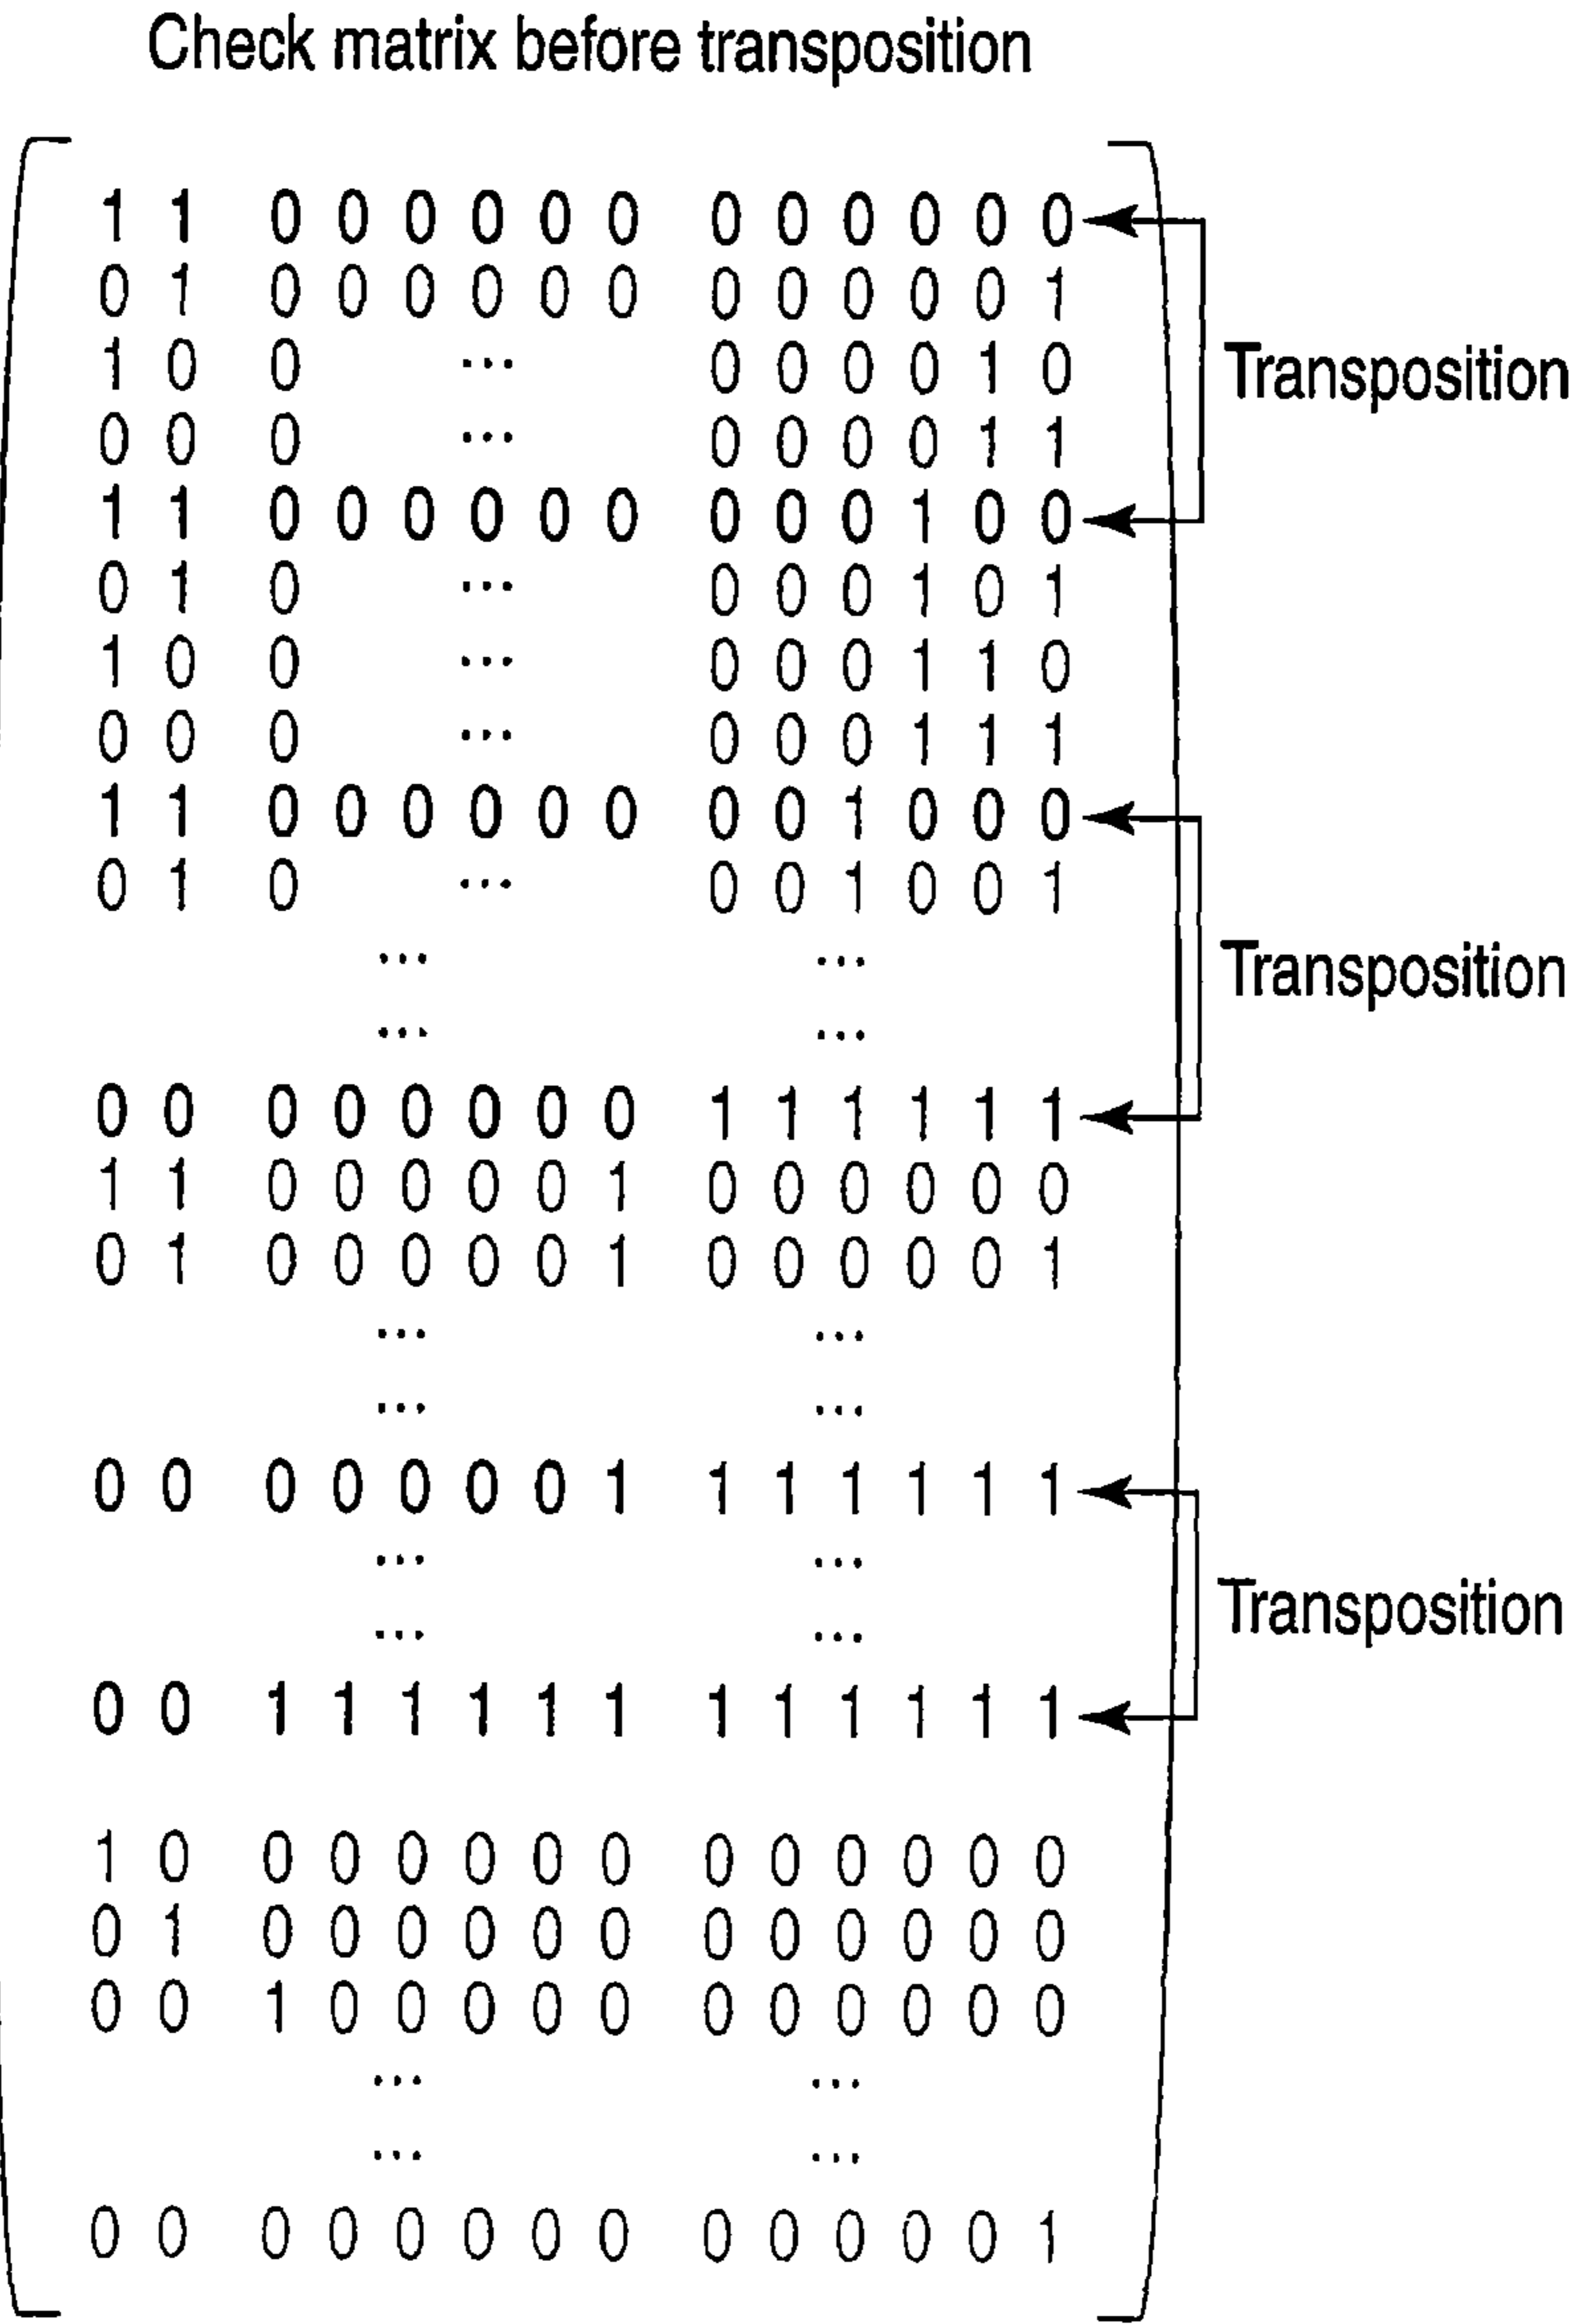 Check matrix before transposition
1 1 0 0 0 0 0 0 0 0 0 0 0 0
0 1 0 0 0 0 0 0 0 0 0 0 0 1
1 0 0 ... 0 0 0 0 1 0
Transposition
0 0 0 ... 0 0 0 0 1 1
1 1 0 0 0 0 0 0 0 0 0 1 0 0
0 1 0 ... 0 0 0 1 0 1
1 0 0 ... 0 0 0 1 1 0
0 0 0 ... 0 0 0 1 1 1
1 1 0 0 0 0 0 0 0 0 1 0 0 0
0 1 0 ... 0 0 1 0 0 1
... ...
Transposition
... ...
0 0 0 0 0 0 0 0 1 1 1 1 1 1
1 1 0 0 0 0 0 1 0 0 0 0 0 0
0 1 0 0 0 0 0 1 0 0 0 0 0 1
... ...
... ...
0 0 0 0 0 0 0 1 1 1 1 1 1 1
... ...
Transposition
... ...
0 0 1 1 1 1 1 1 1 1 1 1 1 1
1 0 0 0 0 0 0 0 0 0 0 0 0 0
0 1 0 0 0 0 0 0 0 0 0 0 0 0
0 0 1 0 0 0 0 0 0 0 0 0 0 0
... ...
... ...
0 0 0 0 0 0 0 0 0 0 0 0 0 1